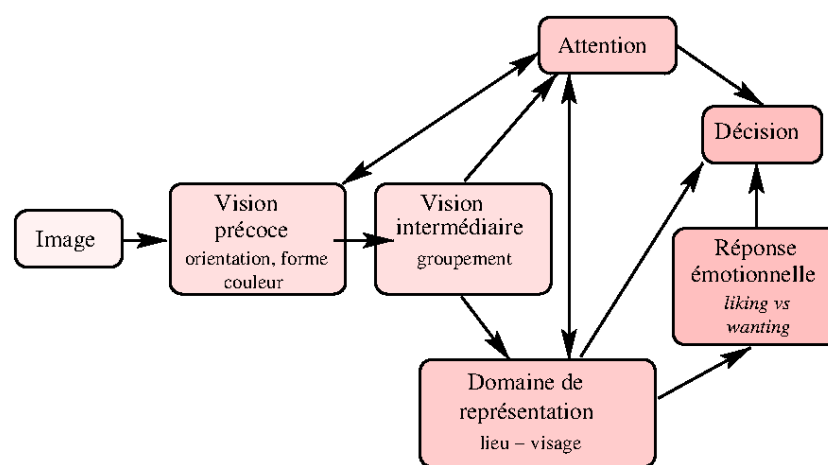 Attention
Décision
Vision
précoce
orientation, forme
couleur
Vision
intermédiaire
groupement
Image
Réponse
émotionnelle
liking vs
wanting
Domaine de
représentation
lieu – visage